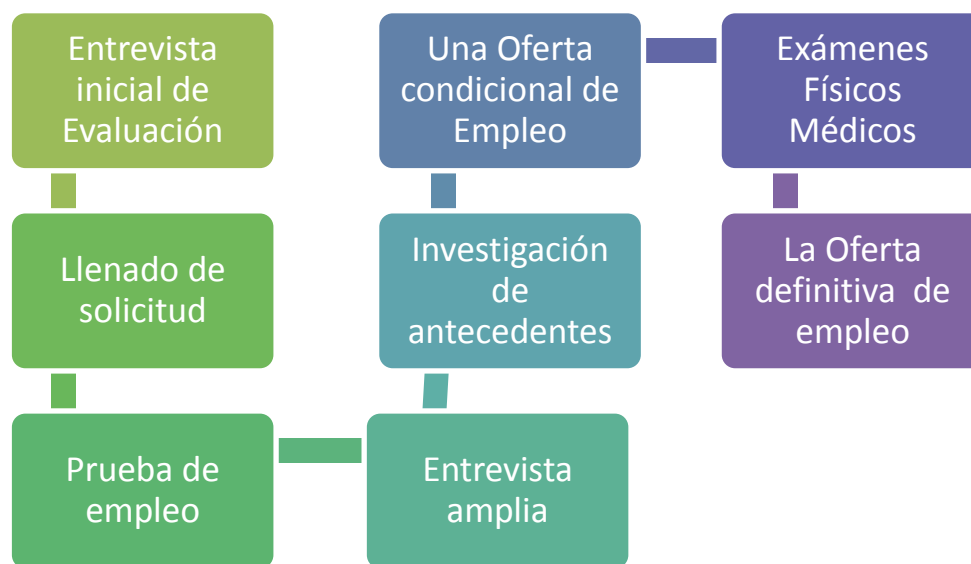 Entrevista
inicial de
Evaluación
Llenado de
solicitud
Prueba de
empleo
Entrevista
amplia
Investigación
de
antecedentes
Una Oferta
condicional de
Empleo
Exámenes
Físicos
Médicos
La Oferta
definitiva  de
empleo